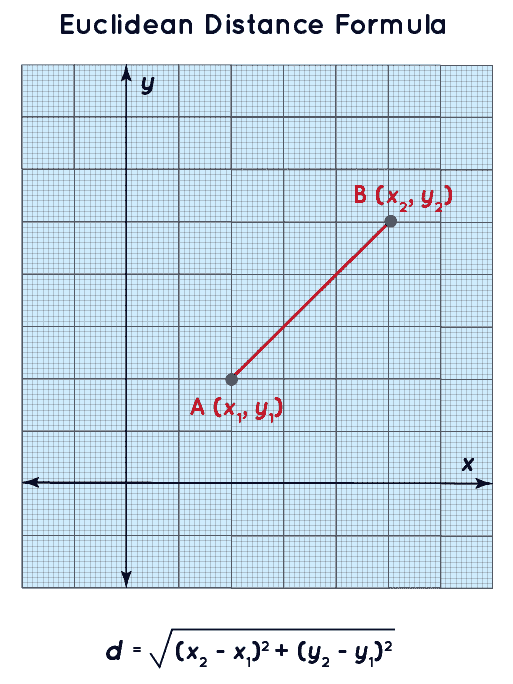 Euclidean Distance Formula
y
B (x₂, y₂)
A (x₁, y₁)
x
d = √(x₂ - x₁)² + (y₂ - y₁)²